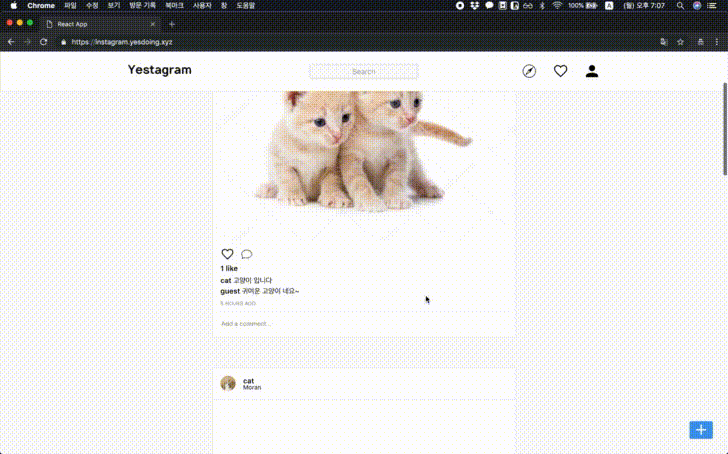 Chrome 파일 수정 보기 방문 기록 북마크 사용자 창 도움말 100% A (월) 오후 7:07
React App
https://instagram.yesdoing.xyz
Yestagram Search
1 like
cat 고양이 입니다
guest 귀여운 고양이 네요~
5 HOURS AGO
Add a comment...
cat
Moran